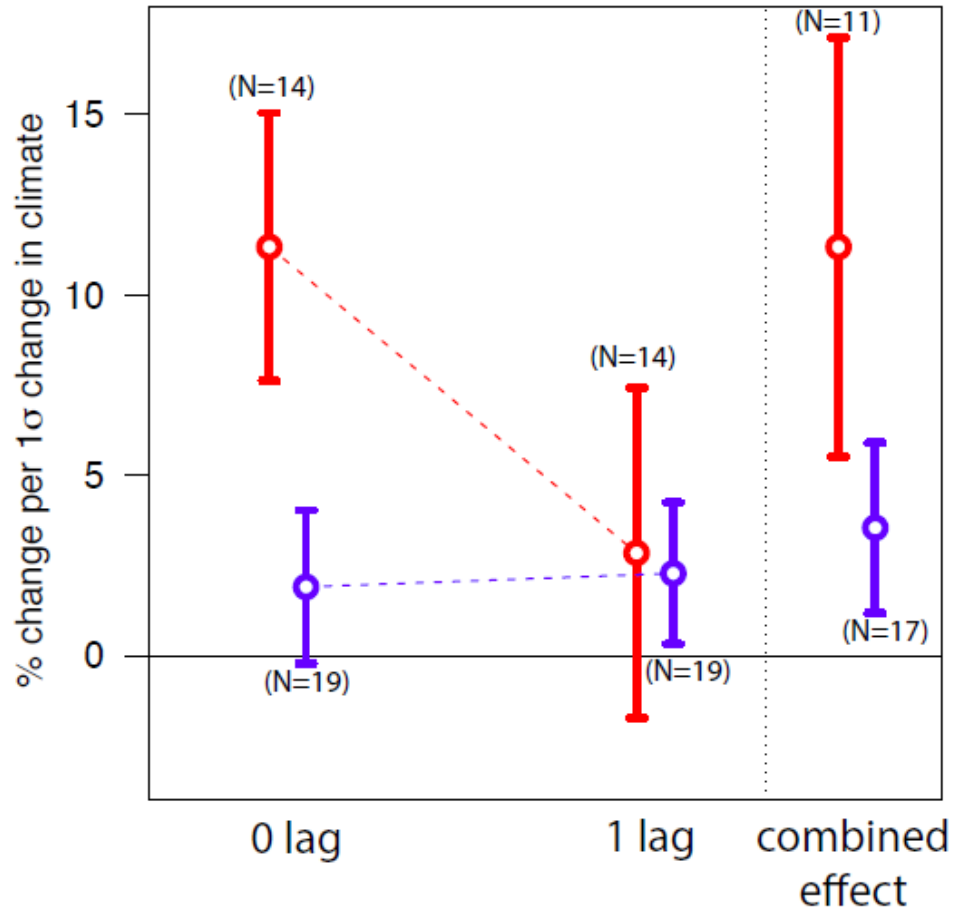 (N=11)
(N=14)
15
10
(N=14)
5
(N=17)
0
(N=19)
(N=19)
% change per 1σ change in climate
0 lag
1 lag
combined
effect